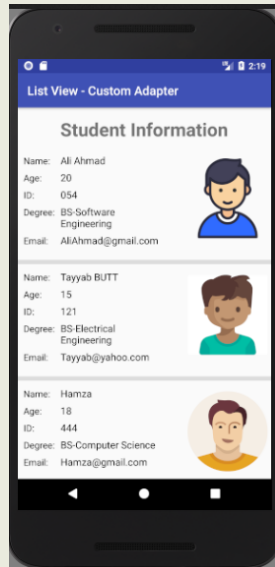 2:19
List View - Custom Adapter
Student Information
Name: Ali Ahmad
Age: 20
ID: 054
Degree: BS-Software
Engineering
Email: AliAhmad@gmail.com
Name: Tayyab BUTT
Age: 15
ID: 121
Degree: BS-Electrical
Engineering
Email: Tayyab@yahoo.com
Name: Hamza
Age: 18
ID: 444
Degree: BS-Computer Science
Email: Hamza@gmail.com